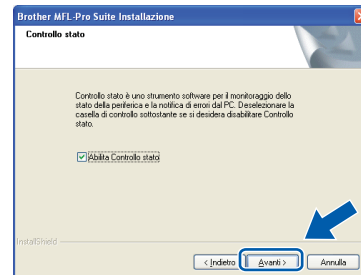 Brother MFL-Pro Suite Installazione
Controllo stato
Controllo stato è uno strumento software per il monitoraggio dello
stato della periferica e la notifica di errori dal PC. Deselezionare la
casella di controllo sottostante se si desidera disabilitare Controllo
stato.
Abilita Controllo stato
InstallShield
< Indietro Avanti > Annulla